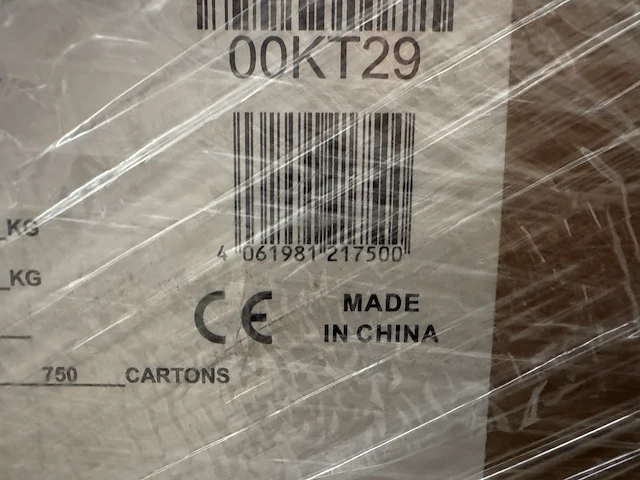 00KT29
4 061981 217500
_KG
_KG
CE MADE
IN CHINA
750 CARTONS